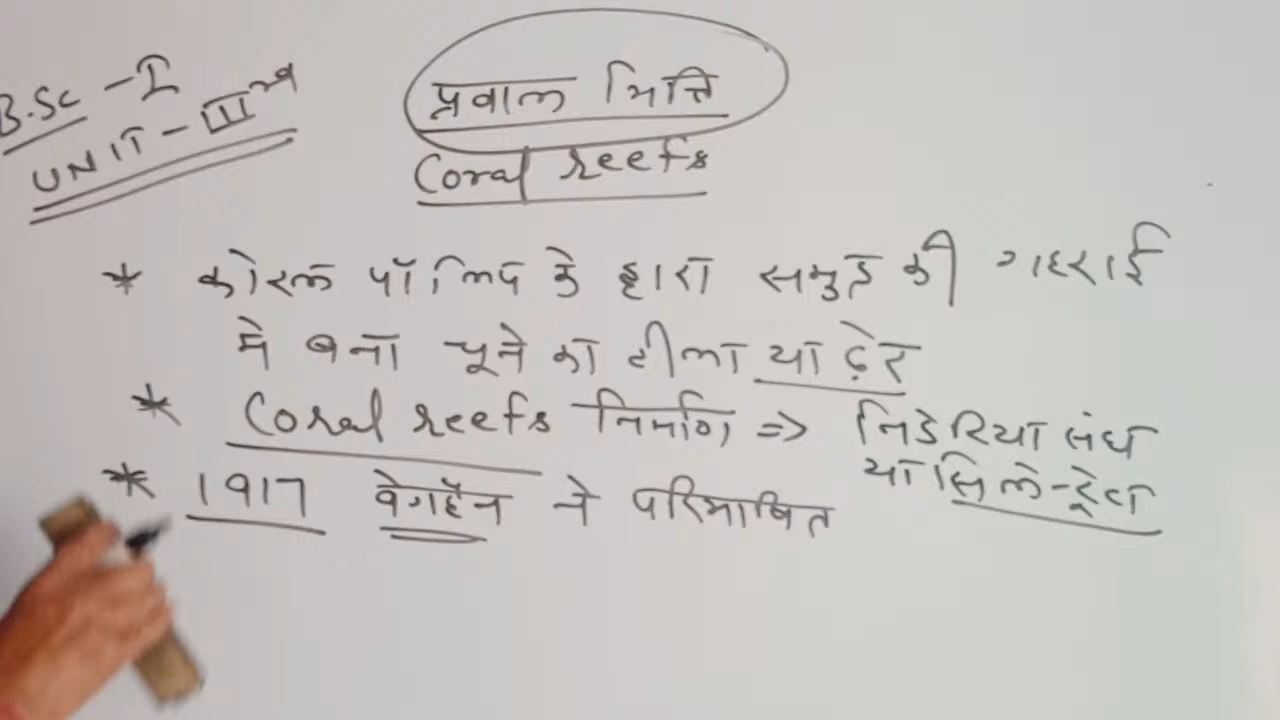 B.Sc - I
UNIT - III अ
प्रवाल भित्ति
Coral reefs
* कोरल पॉलिप के द्वारा समुद्र की गहराई
में बना चूने का टीला या ढ़ेर
* Coral reefs निर्माण => निडेरिया संघ
या सिलेन्ट्रेटा
* 1917 वेगहॅन ने परिभाषित